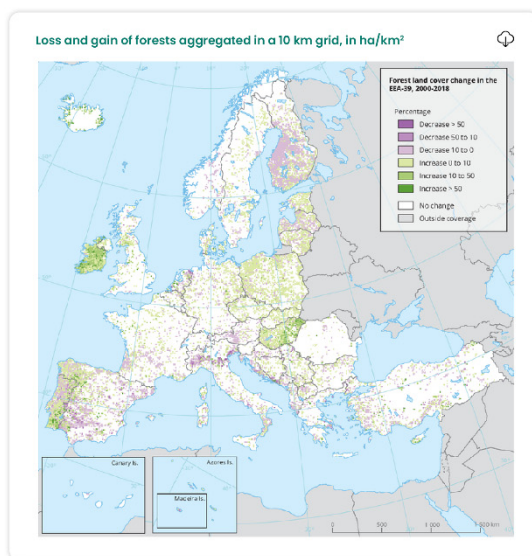 Loss and gain of forests aggregated in a 10 km grid, in ha/km²
Forest land cover change in the
EEA-39, 2000-2018
Percentage
Decrease > 50
Decrease 50 to 10
Decrease 10 to 0
Increase 0 to 10
Increase 10 to 50
Increase > 50
No change
Outside coverage
Canary Is.
Azores Is.
Madeira Is.
0 500 1 000 1 500 km